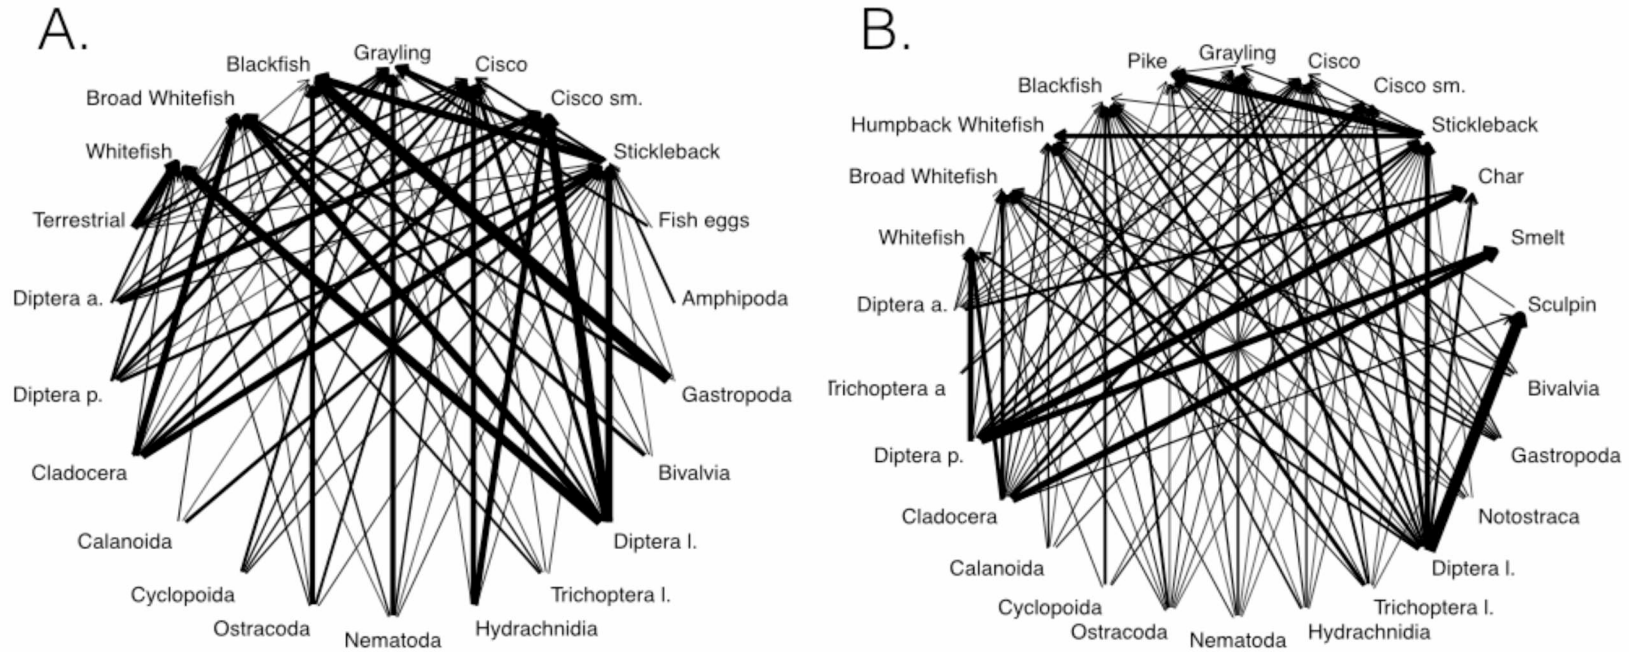 A.
Grayling
Blackfish
Cisco
Broad Whitefish
Cisco sm.
Whitefish
Stickleback
Terrestrial
Fish eggs
Diptera a.
Amphipoda
Diptera p.
Gastropoda
Cladocera
Bivalvia
Calanoida
Diptera l.
Cyclopoida
Trichoptera l.
Ostracoda
Hydrachnidia
Nematoda
B.
Grayling
Pike
Cisco
Blackfish
Cisco sm.
Humpback Whitefish
Stickleback
Broad Whitefish
Char
Whitefish
Smelt
Diptera a.
Sculpin
Trichoptera a
Bivalvia
Diptera p.
Gastropoda
Cladocera
Notostraca
Calanoida
Diptera l.
Cyclopoida
Trichoptera l.
Ostracoda
Hydrachnidia
Nematoda